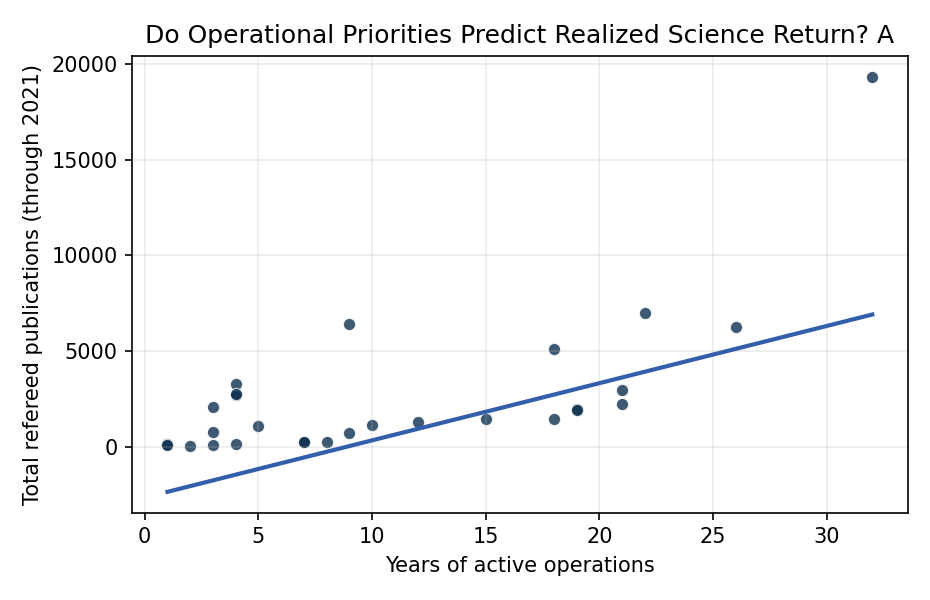 Do Operational Priorities Predict Realized Science Return? A
Total refereed publications (through 2021)
20000
15000
10000
5000
0
0 5 10 15 20 25 30
Years of active operations